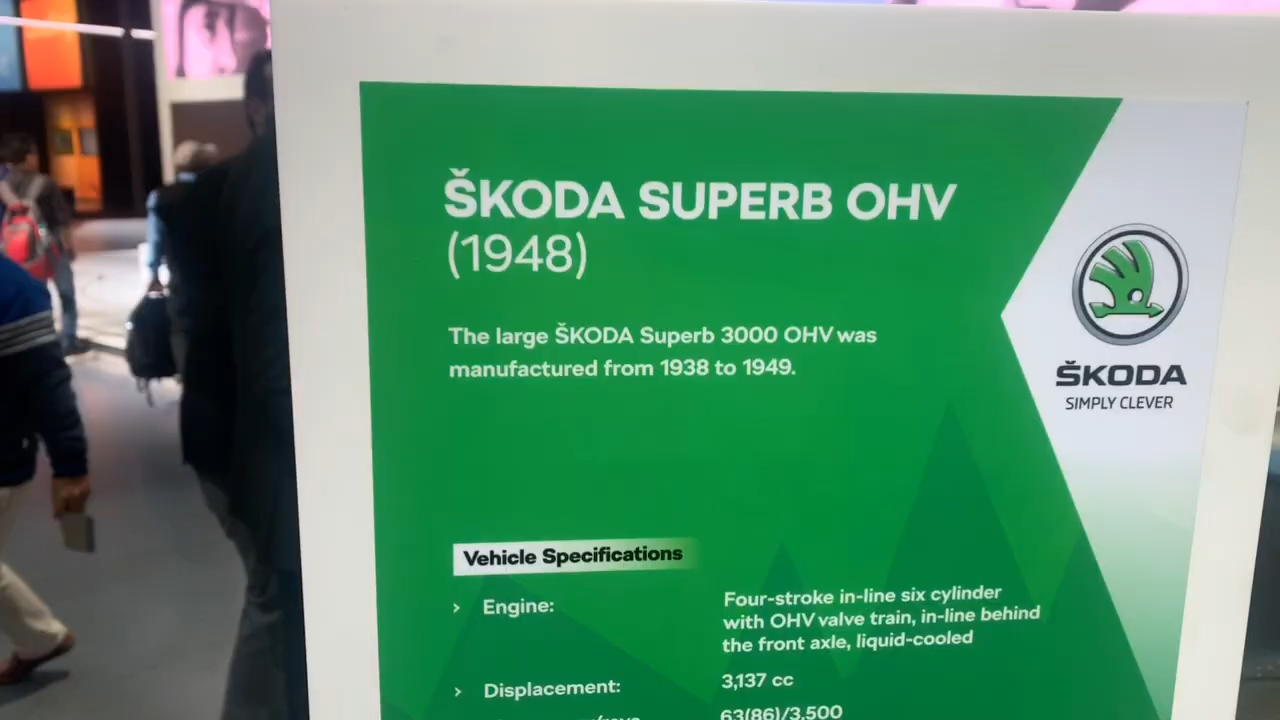 ŠKODA SUPERB OHV
(1948)
The large ŠKODA Superb 3000 OHV was
manufactured from 1938 to 1949.
ŠKODA
SIMPLY CLEVER
Vehicle Specifications
› Engine: Four-stroke in-line six cylinder
with OHV valve train, in-line behind
the front axle, liquid-cooled
› Displacement: 3,137 cc
63(86)/3,500